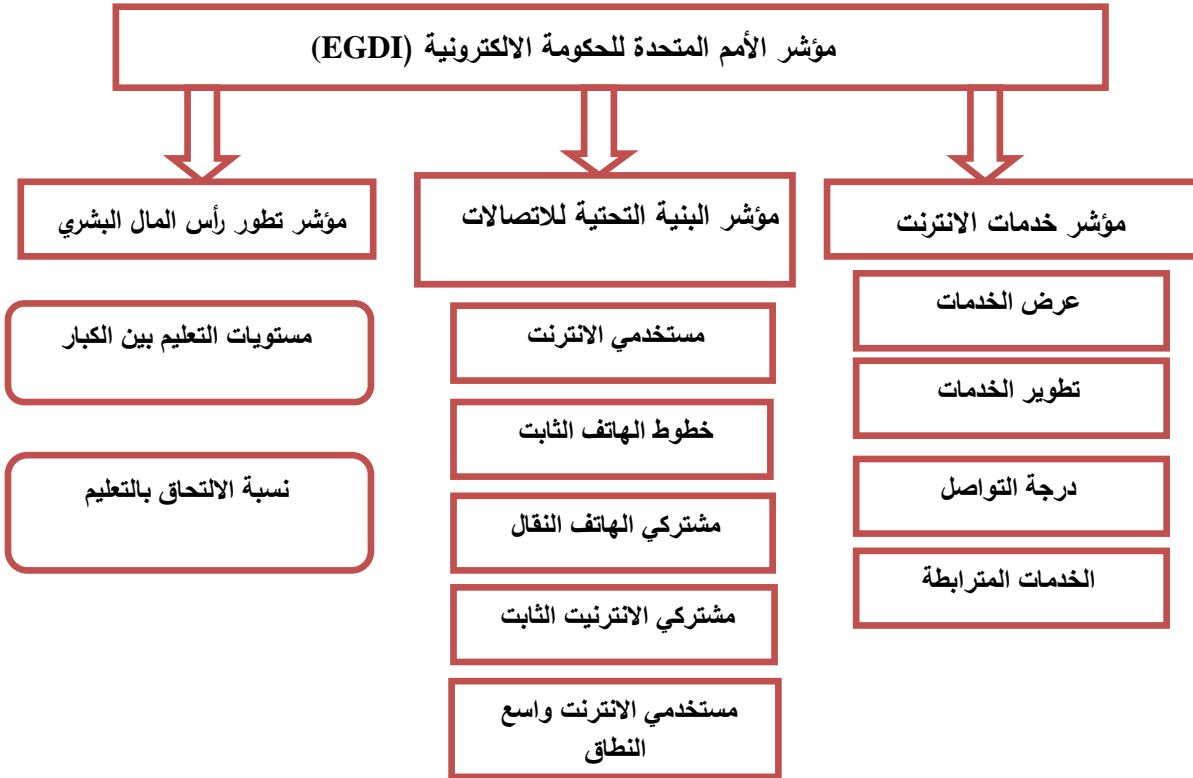 مؤشر الأمم المتحدة للحكومة الالكترونية (EGDI)
مؤشر خدمات الانترنت
عرض الخدمات
تطوير الخدمات
درجة التواصل
الخدمات المترابطة
مؤشر البنية التحتية للاتصالات
مستخدمي الانترنت
خطوط الهاتف الثابت
مشتركي الهاتف النقال
مشتركي الانترنيت الثابت
مستخدمي الانترنت واسع
النطاق
مؤشر تطور رأس المال البشري
مستويات التعليم بين الكبار
نسبة الالتحاق بالتعليم